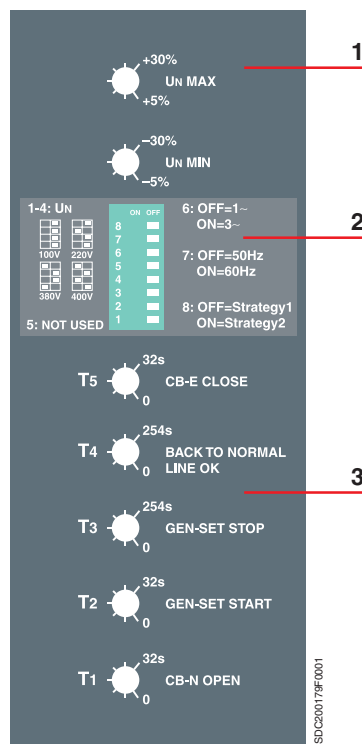 1
+30%
UN MAX
+5%
–30%
UN MIN
–5%
2
1-4: UN
100V 220V
380V 400V
5: NOT USED
ON OFF
8
7
6
5
4
3
2
1
6: OFF=1~
ON=3~
7: OFF=50Hz
ON=60Hz
8: OFF=Strategy1
ON=Strategy2
32s
T5 CB-E CLOSE
0
254s
T4 BACK TO NORMAL
LINE OK
0
3
254s
T3 GEN-SET STOP
0
32s
T2 GEN-SET START
0
32s
T1 CB-N OPEN
0
SDC200179F0001